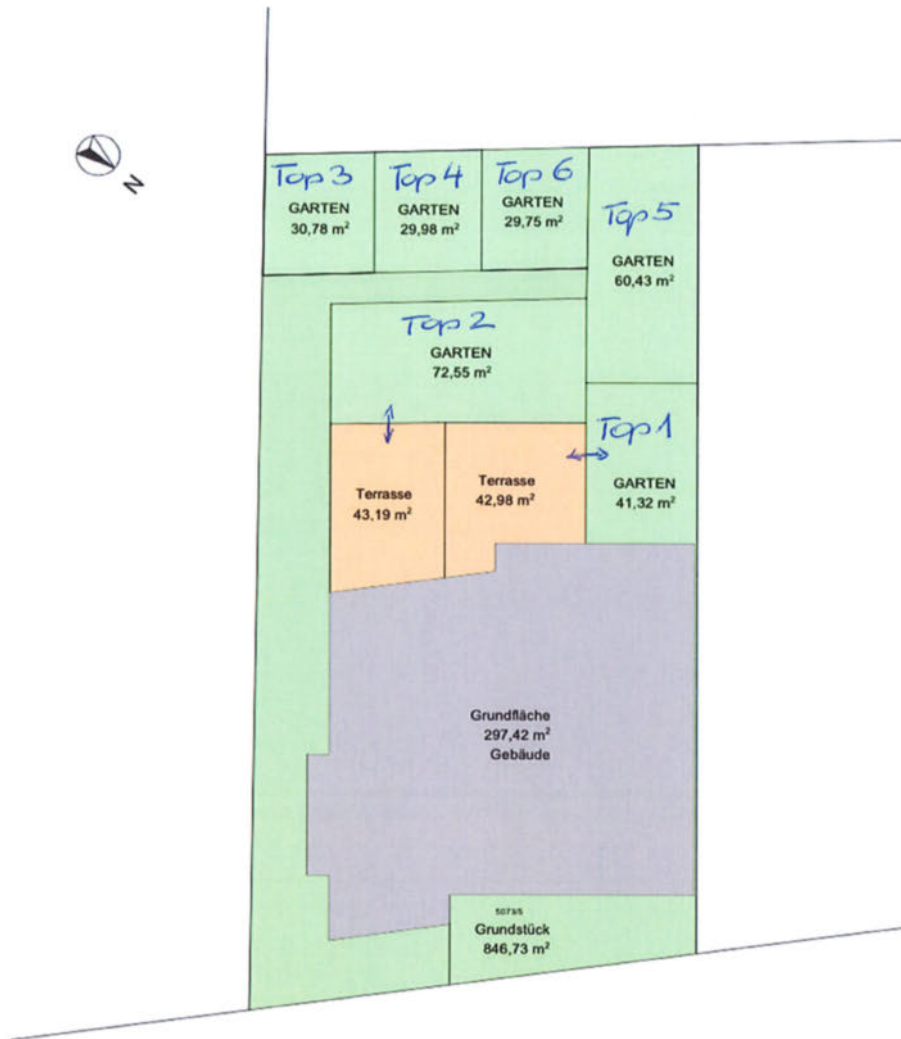 N
Top 3
GARTEN
30,78 m²
Top 4
GARTEN
29,98 m²
Top 6
GARTEN
29,75 m²
Top 5
GARTEN
60,43 m²
Top 2
GARTEN
72,55 m²
Top 1
GARTEN
41,32 m²
Terrasse
43,19 m²
Terrasse
42,98 m²
Grundfläche
297,42 m²
Gebäude
Grundstück
846,73 m²